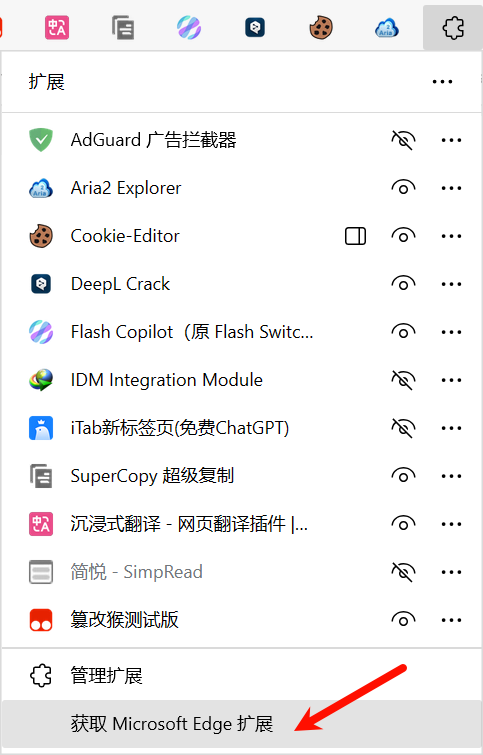 扩展
AdGuard 广告拦截器
Aria2 Explorer
Cookie-Editor
DeepL Crack
Flash Copilot（原 Flash Switc...
IDM Integration Module
iTab新标签页(免费ChatGPT)
SuperCopy 超级复制
沉浸式翻译 - 网页翻译插件 |...
简悦 - SimpRead
篡改猴测试版
管理扩展
获取 Microsoft Edge 扩展